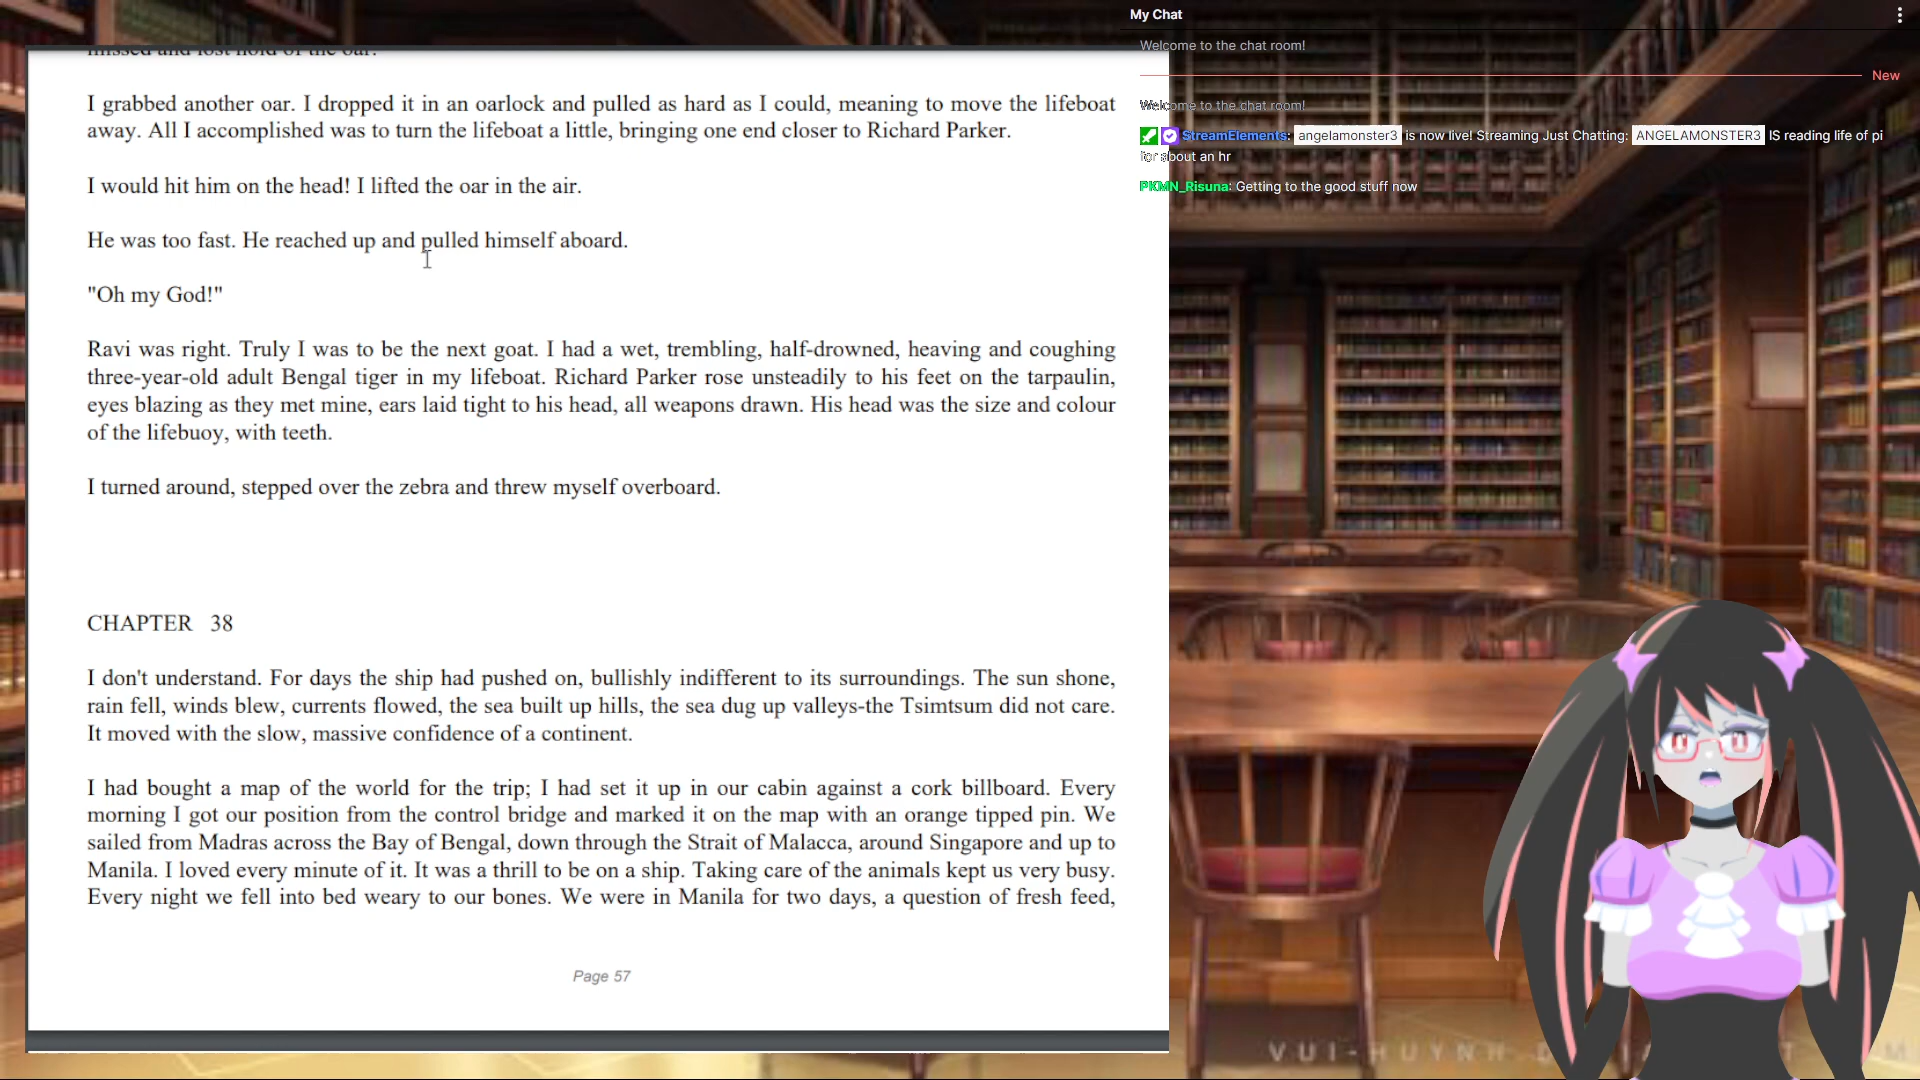 missed and lost hold of the oar.
I grabbed another oar. I dropped it in an oarlock and pulled as hard as I could, meaning to move the lifeboat
away. All I accomplished was to turn the lifeboat a little, bringing one end closer to Richard Parker.
I would hit him on the head! I lifted the oar in the air.
He was too fast. He reached up and pulled himself aboard.
"Oh my God!"
Ravi was right. Truly I was to be the next goat. I had a wet, trembling, half-drowned, heaving and coughing
three-year-old adult Bengal tiger in my lifeboat. Richard Parker rose unsteadily to his feet on the tarpaulin,
eyes blazing as they met mine, ears laid tight to his head, all weapons drawn. His head was the size and colour
of the lifebuoy, with teeth.
I turned around, stepped over the zebra and threw myself overboard.
CHAPTER 38
I don't understand. For days the ship had pushed on, bullishly indifferent to its surroundings. The sun shone,
rain fell, winds blew, currents flowed, the sea built up hills, the sea dug up valleys-the Tsimtsum did not care.
It moved with the slow, massive confidence of a continent.
I had bought a map of the world for the trip; I had set it up in our cabin against a cork billboard. Every
morning I got our position from the control bridge and marked it on the map with an orange tipped pin. We
sailed from Madras across the Bay of Bengal, down through the Strait of Malacca, around Singapore and up to
Manila. I loved every minute of it. It was a thrill to be on a ship. Taking care of the animals kept us very busy.
Every night we fell into bed weary to our bones. We were in Manila for two days, a question of fresh feed,
Page 57
My Chat
Welcome to the chat room!
New
Welcome to the chat room!
StreamElements: angelamonster3 is now live! Streaming Just Chatting: ANGELAMONSTER3 IS reading life of pi
for about an hr
PKMN_Risuna: Getting to the good stuff now
VUI-HUYNH